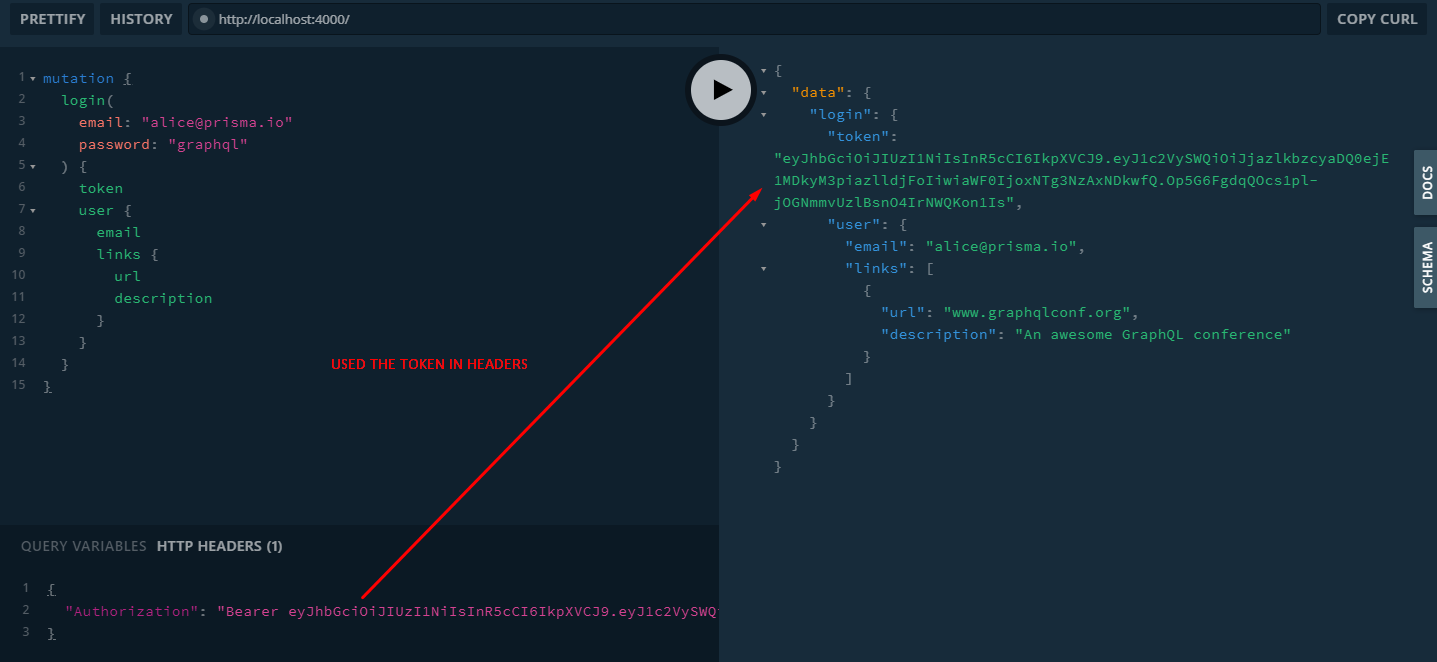 PRETTIFY HISTORY http://localhost:4000/ COPY CURL
1 mutation {
2 login(
3 email: "alice@prisma.io"
4 password: "graphql"
5 ) {
6 token
7 user {
8 email
9 links {
10 url
11 description
12 }
13 }
14 }
15 }
USED THE TOKEN IN HEADERS
QUERY VARIABLES HTTP HEADERS (1)
1 {
2 "Authorization": "Bearer eyJhbGciOiJIUzI1NiIsInR5cCI6IkpXVCJ9.eyJ1c2VySWQ
3 }
{
"data": {
"login": {
"token":
"eyJhbGciOiJIUzI1NiIsInR5cCI6IkpXVCJ9.eyJ1c2VySWQiOiJjazlkbzcyaDQ0ejE
1MDkyM3piazlldjFoIiwiaWF0IjoxNTg3NzAxNDkwfQ.Op5G6FgdqQOcs1pl-
jOGNmmvUzlBsnO4IrNWQKon1Is",
"user": {
"email": "alice@prisma.io",
"links": [
{
"url": "www.graphqlconf.org",
"description": "An awesome GraphQL conference"
}
]
}
}
}
}
DOCS
SCHEMA